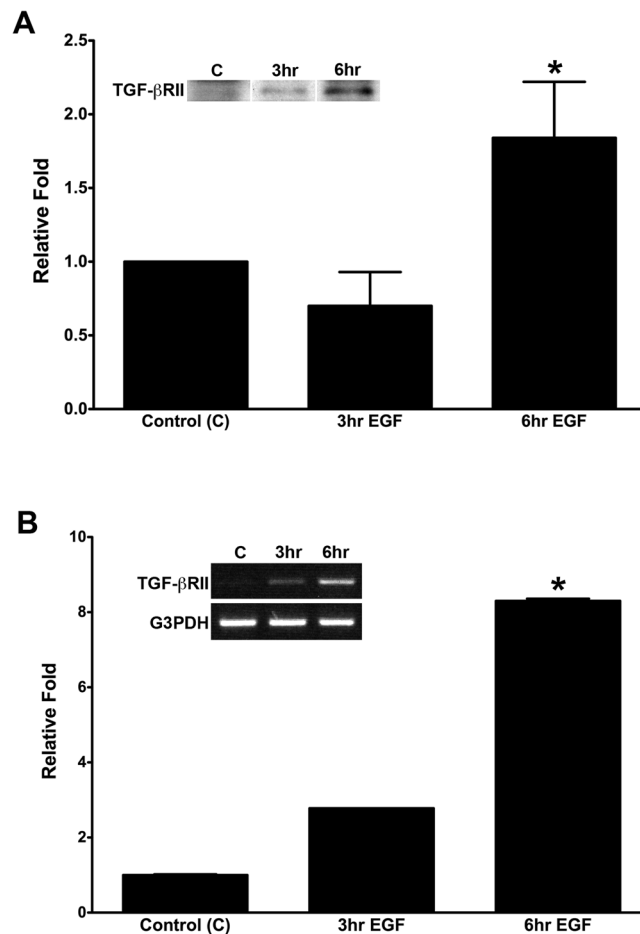 A
2.5
2.0
1.5
1.0
0.5
0.0
Relative Fold
C 3hr 6hr
TGF-βRII
*
Control (C) 3hr EGF 6hr EGF
B
10
8
6
4
2
0
Relative Fold
C 3hr 6hr
TGF-βRII
G3PDH
*
Control (C) 3hr EGF 6hr EGF